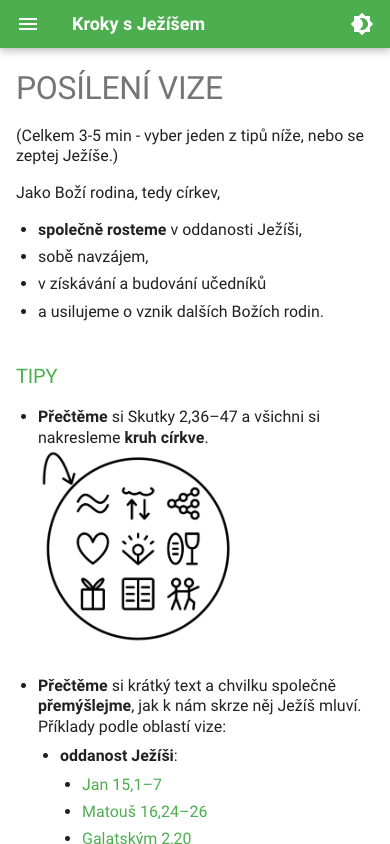 Kroky s Ježíšem
POSÍLENÍ VIZE
(Celkem 3-5 min - vyber jeden z tipů níže, nebo se
zeptej Ježíše.)
Jako Boží rodina, tedy církev,
• společně rosteme v oddanosti Ježíši,
• sobě navzájem,
• v získávání a budování učedníků
• a usilujeme o vznik dalších Božích rodin.
TIPY
• Přečtěme si Skutky 2,36–47 a všichni si
nakresleme kruh církve.
• Přečtěme si krátký text a chvilku společně
přemýšlejme, jak k nám skrze něj Ježíš mluví.
Příklady podle oblastí vize:
• oddanost Ježíši:
• Jan 15,1–7
• Matouš 16,24–26
• Galatským 2,20